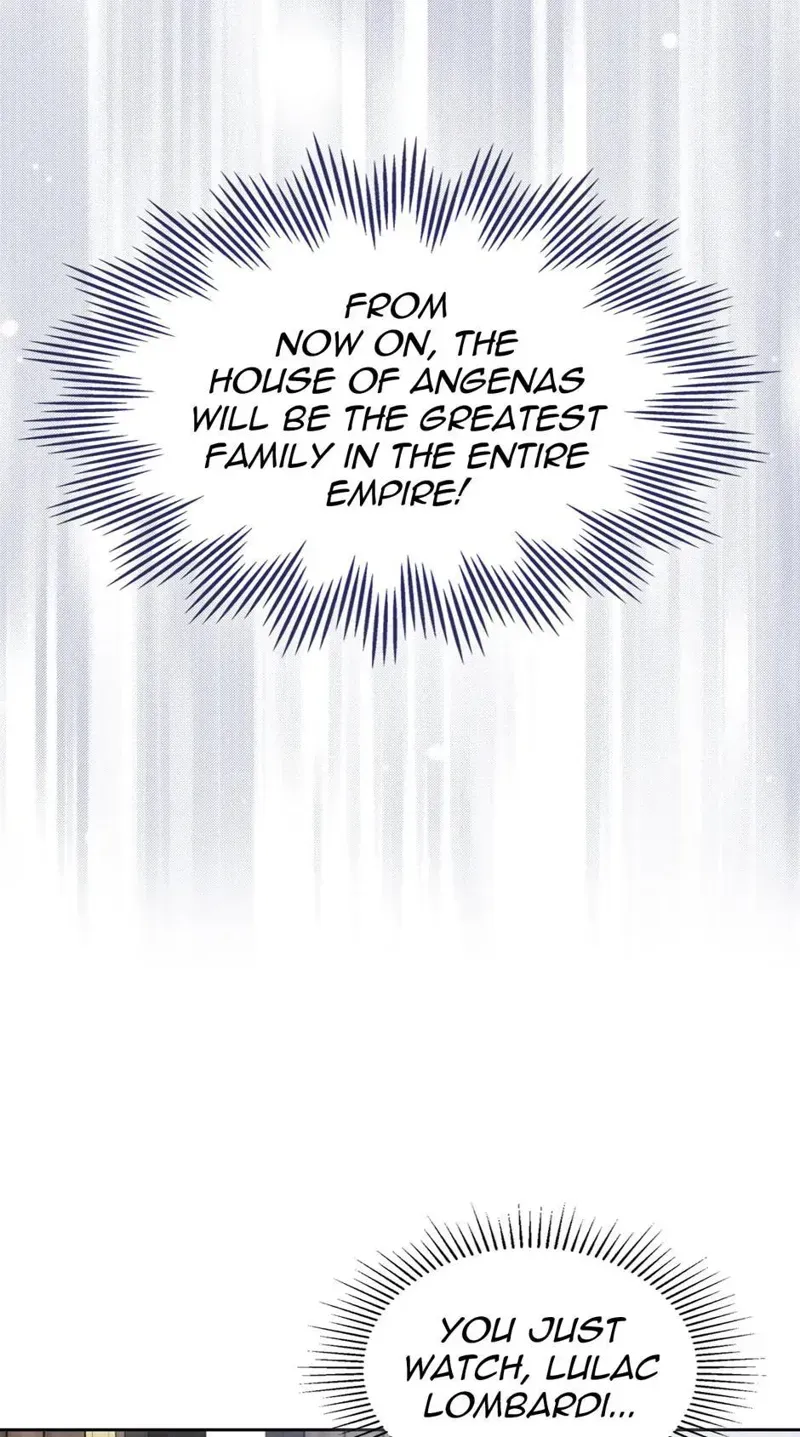 FROM
NOW ON, THE
HOUSE OF ANGENAS
WILL BE THE GREATEST
FAMILY IN THE ENTIRE
EMPIRE!
YOU JUST
WATCH, LULAC
LOMBARDI...